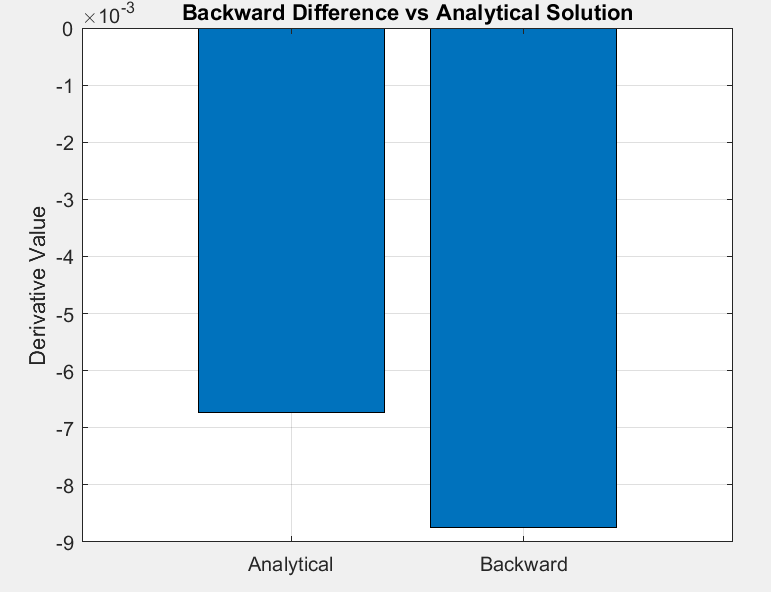 Backward Difference vs Analytical Solution
×10^-3
0
-1
-2
-3
-4
-5
-6
-7
-8
-9
Derivative Value
Analytical
Backward